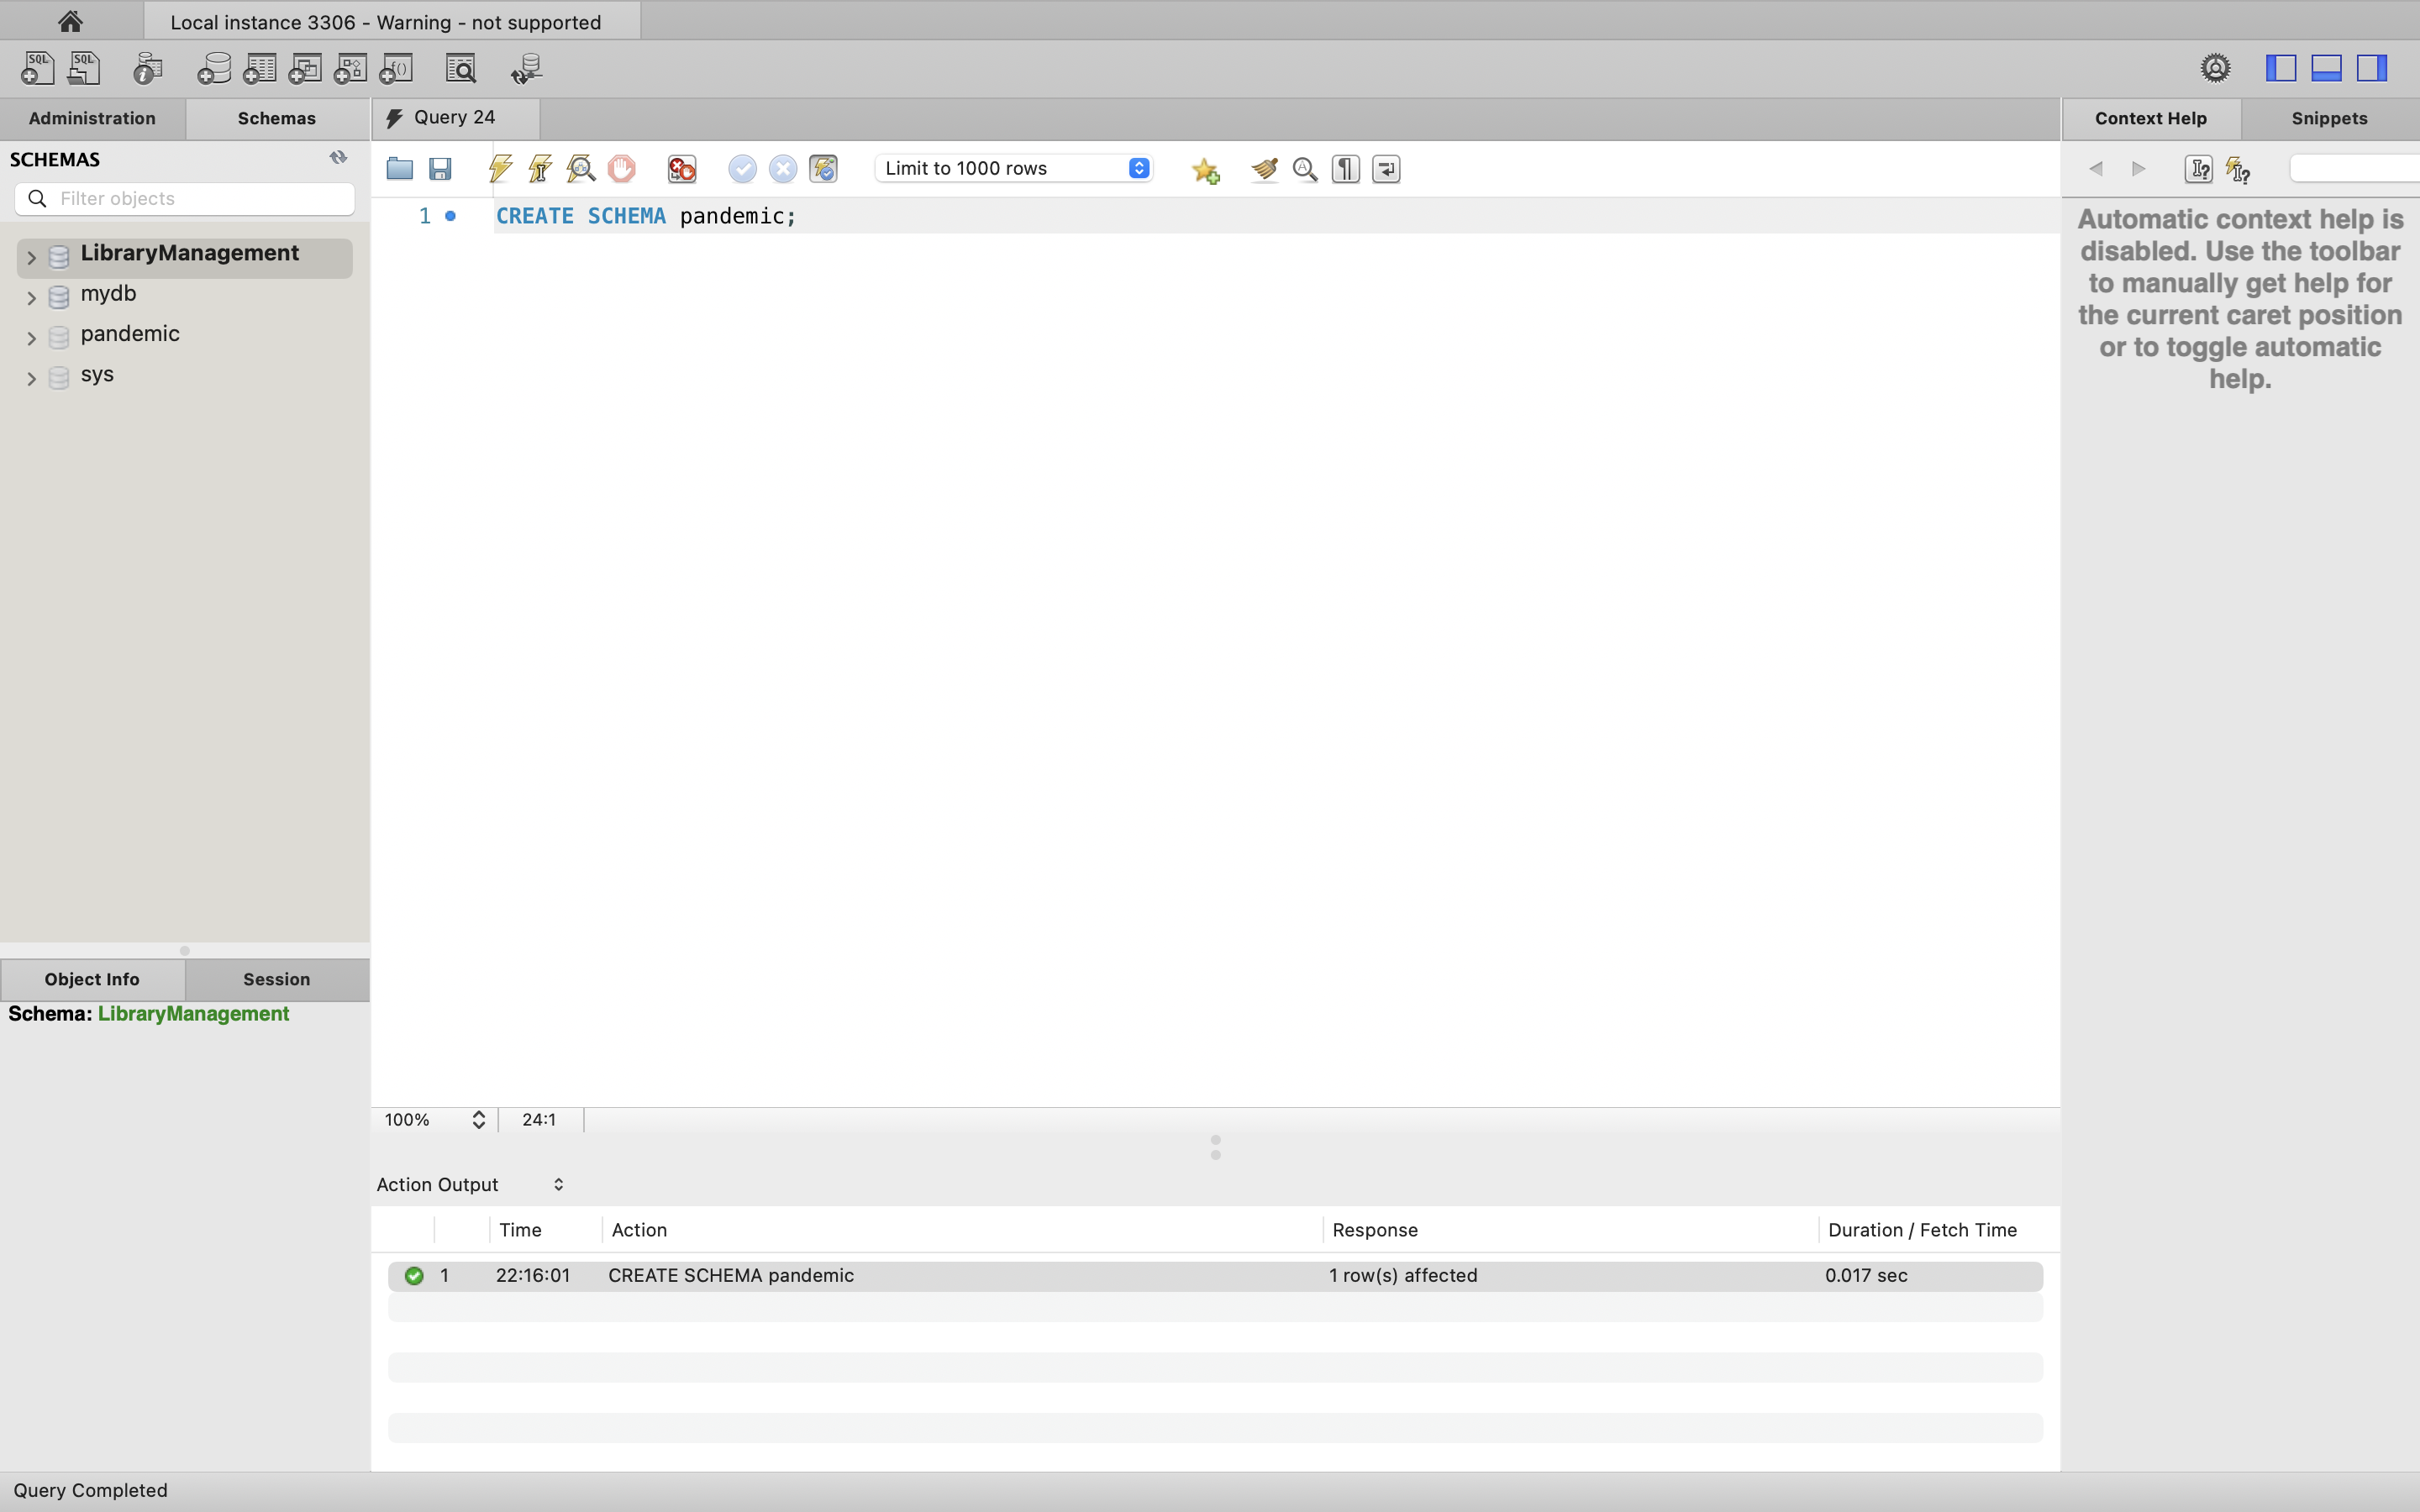 Local instance 3306 - Warning - not supported
SQL SQL
Administration Schemas
Query 24
Context Help Snippets
SCHEMAS
Filter objects
Limit to 1000 rows
1 CREATE SCHEMA pandemic;
LibraryManagement
mydb
pandemic
sys
Automatic context help is
disabled. Use the toolbar
to manually get help for
the current caret position
or to toggle automatic
help.
Object Info Session
Schema: LibraryManagement
100% 24:1
Action Output
Time Action Response Duration / Fetch Time
1 22:16:01 CREATE SCHEMA pandemic 1 row(s) affected 0.017 sec
Query Completed